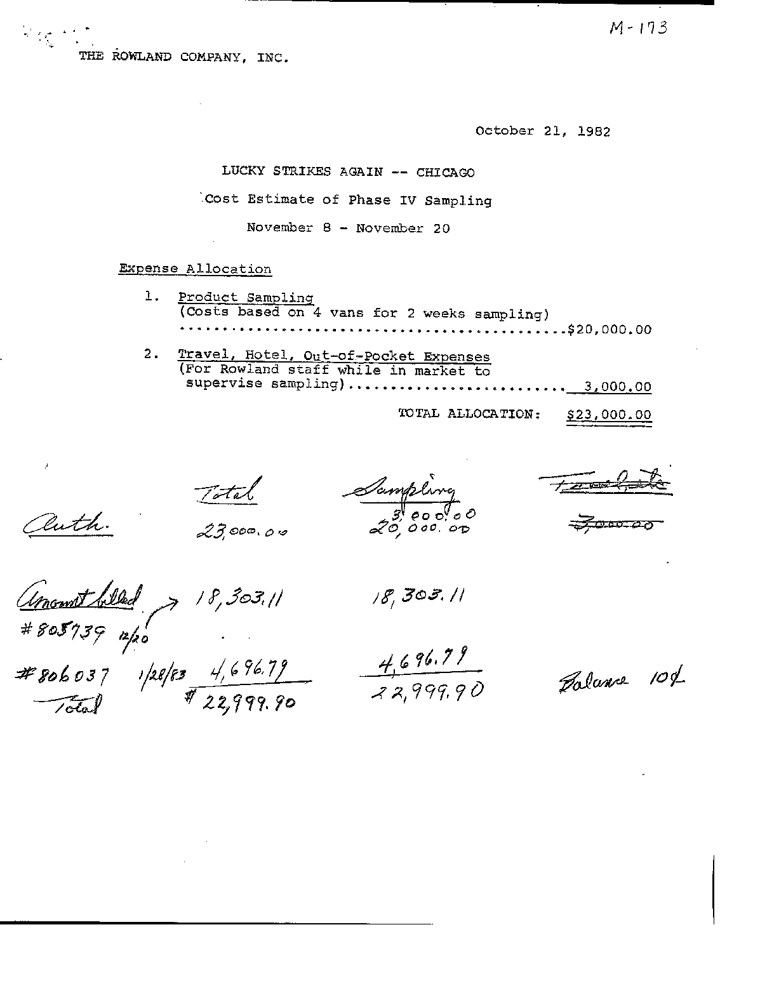 M-173
THE ROWLAND COMPANY, INC.
October 21, 1982
LUCKY STRIKES AGAIN -- CHICAGO
Cost Estimate of Phase IV Sampling
November 8 - November 20
Expense Allocation
1. Product Sampling
(Costs based on 4 vans for 2 weeks sampling)
................................................$20,000.00
2. Travel, Hotel, Out-of-Pocket Expenses
(For Rowland staff while in market to
supervise sampling)........................... 3,000.00
TOTAL ALLOCATION: $23,000.00
Total Sampling
3,000.00
Auth. 23,000.00 20,000.00 3,000.00
Amount billed → 18,303.11 18,303.11
#805739 12/20
#806037 1/28/83 4,696.79 4,696.79
Total $22,999.90 22,999.90 Balance 10¢